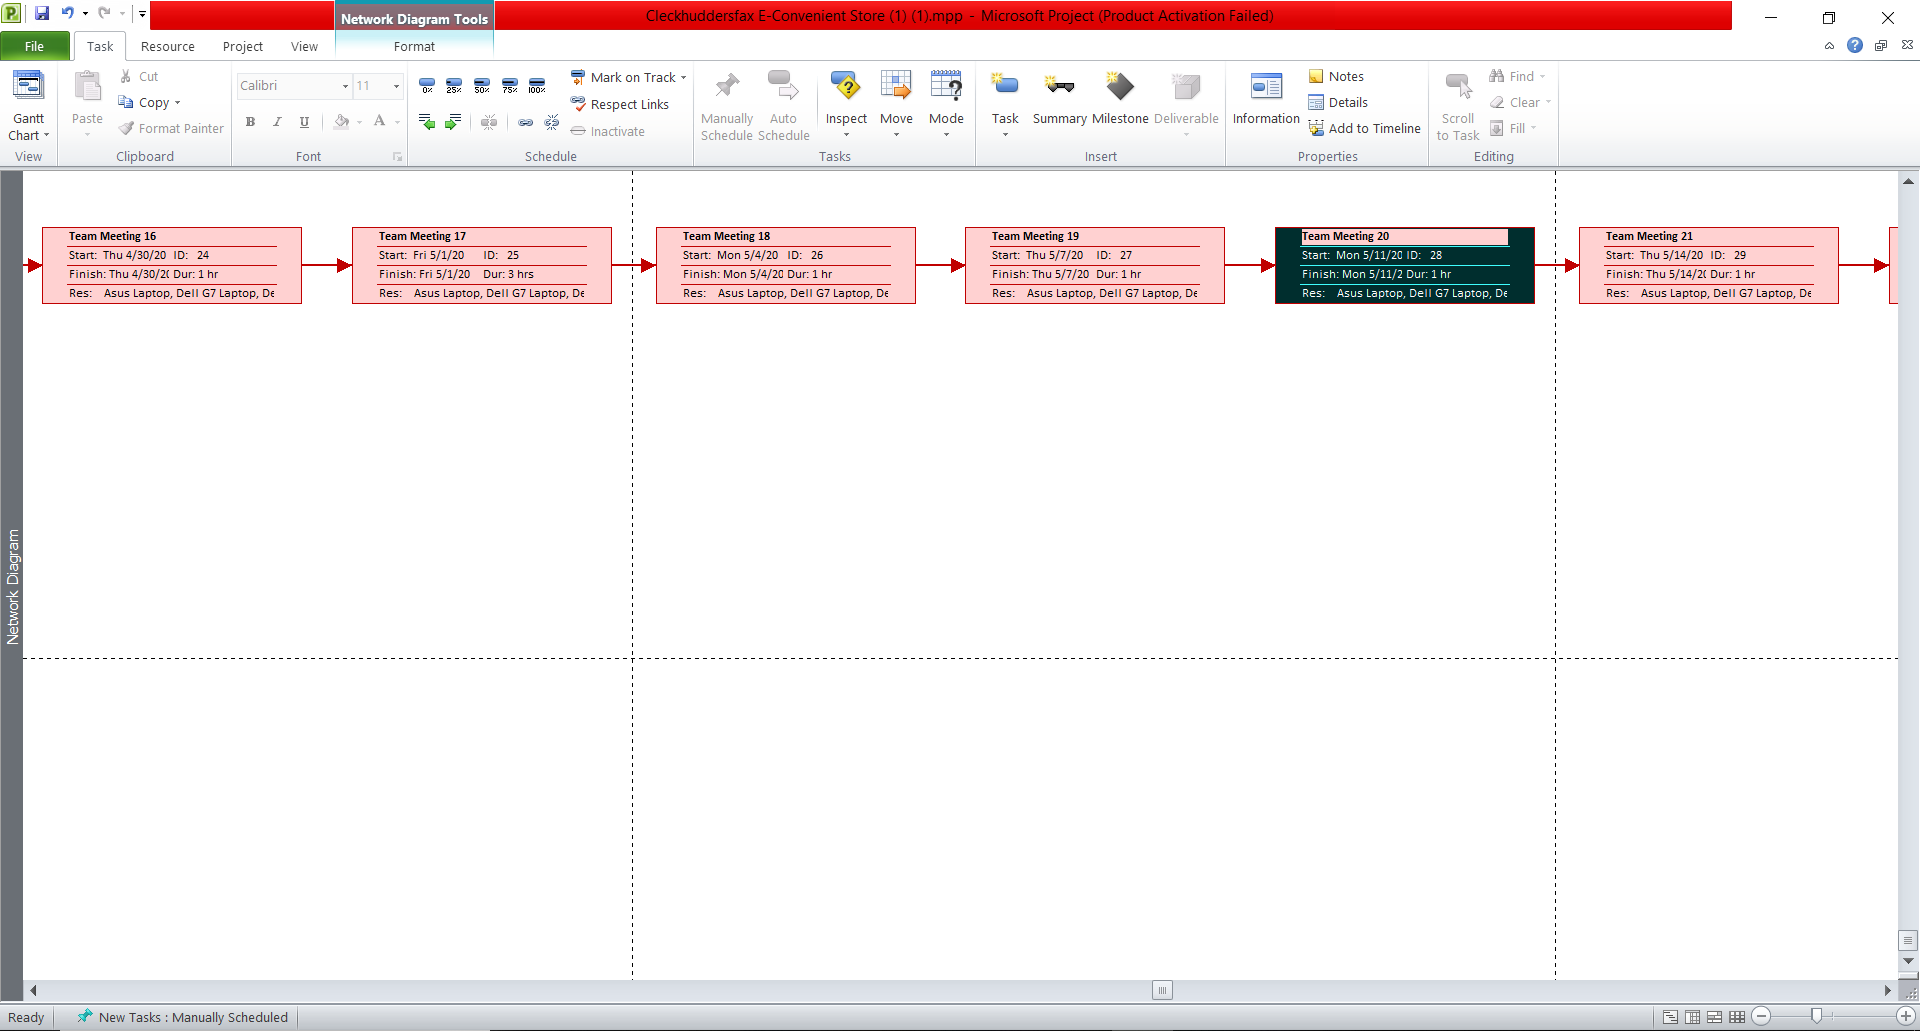 Network Diagram Tools
Cleckhuddersfax E-Convenient Store (1) (1).mpp - Microsoft Project (Product Activation Failed)
File Task Resource Project View Format
Gantt Chart
View
Paste
Cut
Copy
Format Painter
Clipboard
Calibri 11
B I U A
Font
0% 25% 50% 75% 100%
Mark on Track
Respect Links
Inactivate
Schedule
Manually Schedule
Auto Schedule
Inspect
Move
Mode
Tasks
Task
Summary
Milestone
Deliverable
Insert
Information
Notes
Details
Add to Timeline
Properties
Scroll to Task
Find
Clear
Fill
Editing
Network Diagram
Team Meeting 16
Start: Thu 4/30/20 ID: 24
Finish: Thu 4/30/20 Dur: 1 hr
Res: Asus Laptop, Dell G7 Laptop, De
Team Meeting 17
Start: Fri 5/1/20 ID: 25
Finish: Fri 5/1/20 Dur: 3 hrs
Res: Asus Laptop, Dell G7 Laptop, De
Team Meeting 18
Start: Mon 5/4/20 ID: 26
Finish: Mon 5/4/20 Dur: 1 hr
Res: Asus Laptop, Dell G7 Laptop, De
Team Meeting 19
Start: Thu 5/7/20 ID: 27
Finish: Thu 5/7/20 Dur: 1 hr
Res: Asus Laptop, Dell G7 Laptop, De
Team Meeting 20
Start: Mon 5/11/20 ID: 28
Finish: Mon 5/11/2 Dur: 1 hr
Res: Asus Laptop, Dell G7 Laptop, De
Team Meeting 21
Start: Thu 5/14/20 ID: 29
Finish: Thu 5/14/20 Dur: 1 hr
Res: Asus Laptop, Dell G7 Laptop, De
Ready
New Tasks : Manually Scheduled